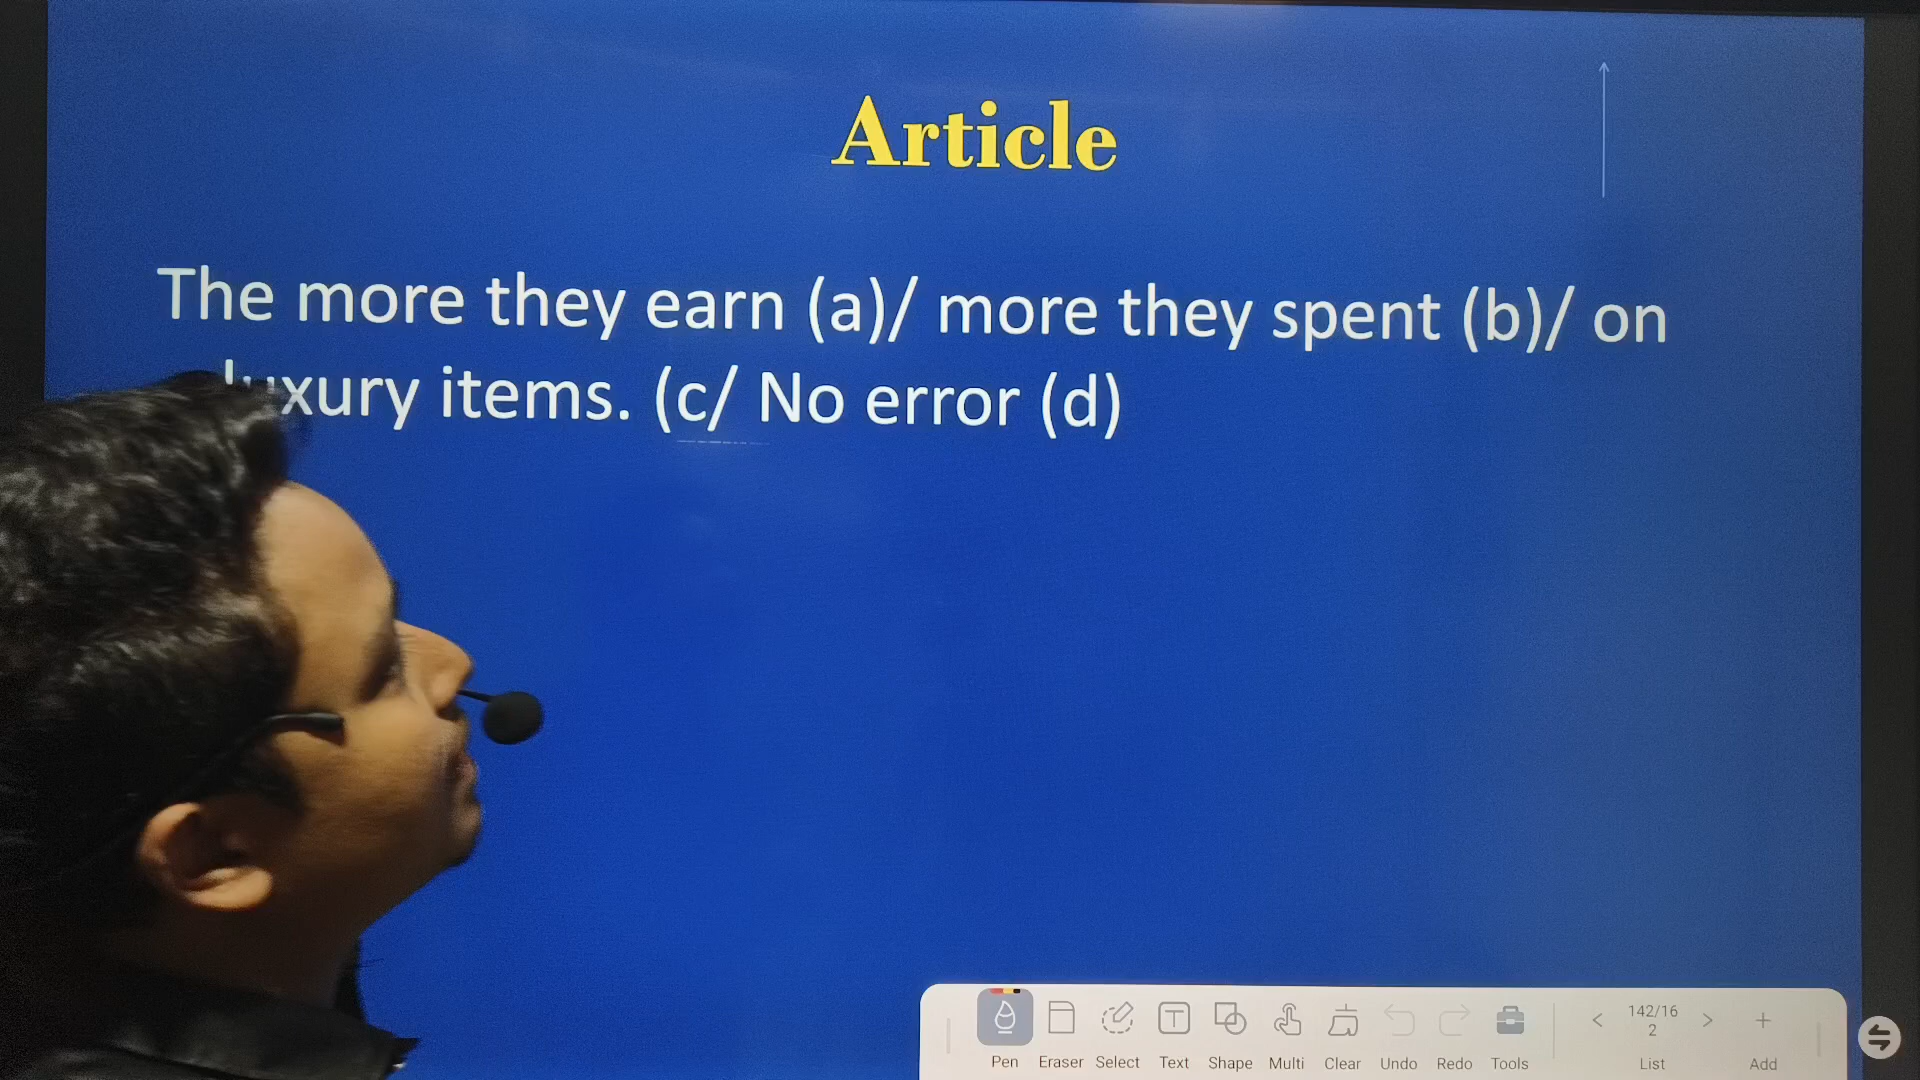 Article
The more they earn (a)/ more they spent (b)/ on
luxury items. (c/ No error (d)
Pen Eraser Select Text Shape Multi Clear Undo Redo Tools
142/16
2
List
Add